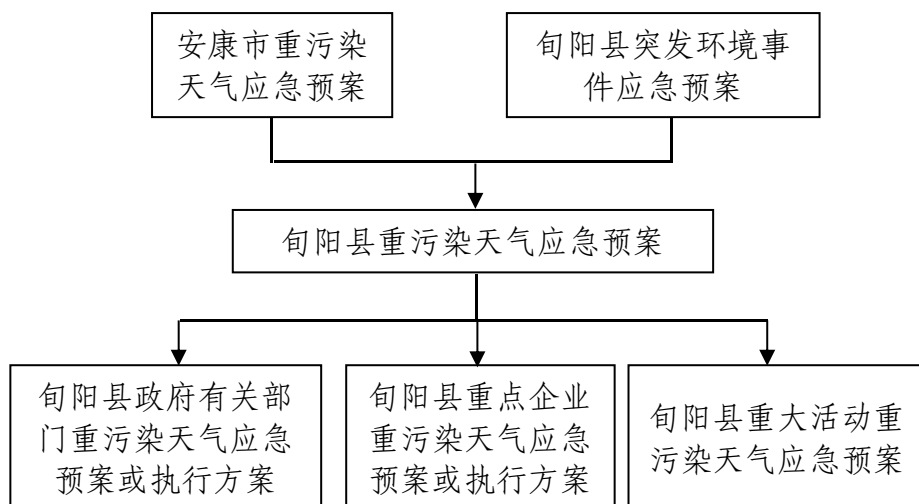 安康市重污染
天气应急预案
旬阳县突发环境事
件应急预案
旬阳县重污染天气应急预案
旬阳县政府有关部
门重污染天气应急
预案或执行方案
旬阳县重点企业
重污染天气应急
预案或执行方案
旬阳县重大活动重
污染天气应急预案